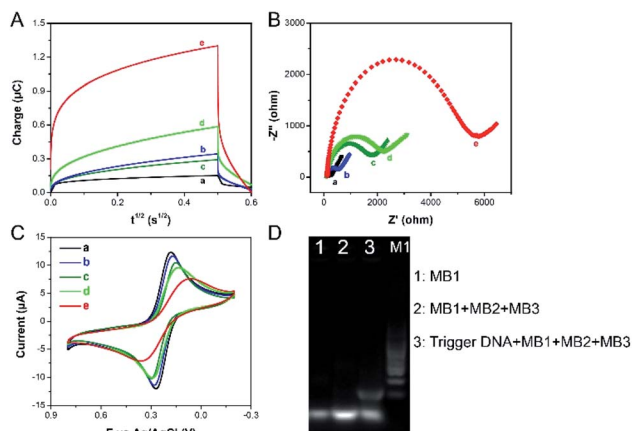 A
1.5
1.2
0.9
0.6
0.3
0.0
Charge (μC)
e
d
b
c
a
0.0 0.2 0.4 0.6
t1/2 (s1/2)
B
3000
2000
1000
0
-Z" (ohm)
a b c d e
0 2000 4000 6000
Z' (ohm)
C
15
10
5
0
-5
-10
-15
Current (μA)
a
b
c
d
e
0.9 0.6 0.3 0.0 -0.3
D
1 2 3 M1
1: MB1
2: MB1+MB2+MB3
3: Trigger DNA+MB1+MB2+MB3